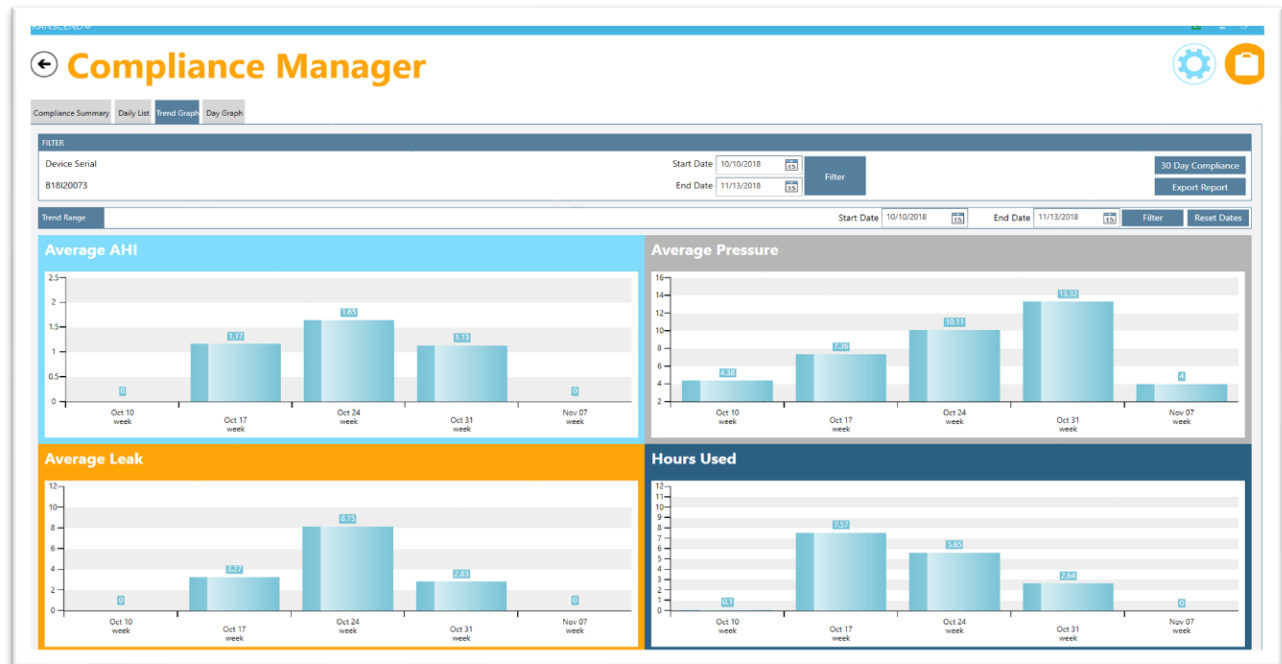 TRANSCEND
Compliance Manager
Compliance Summary Daily List Trend Graph Day Graph
FILTER
Device Serial Start Date 10/10/2018 15 Filter 30 Day Compliance
B18I20073 End Date 11/13/2018 15 Export Report
Trend Range Start Date 10/10/2018 15 End Date 11/13/2018 15 Filter Reset Dates
Average AHI
2.5
2
1.5
1
0.5
0
0
1.17
1.65
1.13
0
Oct 10 week
Oct 17 week
Oct 24 week
Oct 31 week
Nov 07 week
Average Pressure
16
14
12
10
8
6
4
2
4.38
7.36
10.11
13.32
4
Oct 10 week
Oct 17 week
Oct 24 week
Oct 31 week
Nov 07 week
Average Leak
12
10
8
6
4
2
0
0
3.27
8.15
2.83
0
Oct 10 week
Oct 17 week
Oct 24 week
Oct 31 week
Nov 07 week
Hours Used
12
11
10
9
8
7
6
5
4
3
2
1
0
0.1
7.57
5.65
2.64
0
Oct 10 week
Oct 17 week
Oct 24 week
Oct 31 week
Nov 07 week